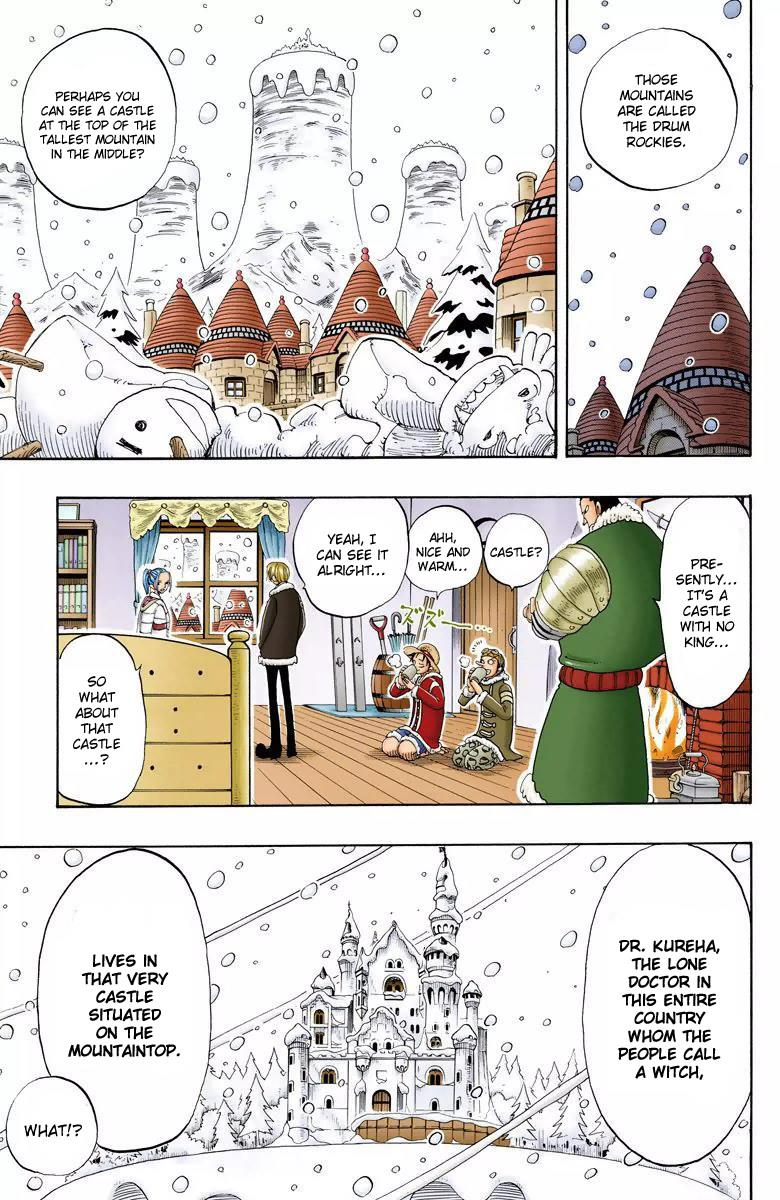 THOSE
MOUNTAINS
ARE CALLED
THE DRUM
ROCKIES.
PERHAPS YOU
CAN SEE A CASTLE
AT THE TOP OF THE
TALLEST MOUNTAIN
IN THE MIDDLE?
PRE-
SENTLY...
IT'S A
CASTLE
WITH NO
KING...
CASTLE?
AHH,
NICE AND
WARM...
YEAH, I
CAN SEE IT
ALRIGHT...
ズズー...
SO
WHAT
ABOUT
THAT
CASTLE
...?
DR. KUREHA,
THE LONE
DOCTOR IN
THIS ENTIRE
COUNTRY
WHOM THE
PEOPLE CALL
A WITCH,
LIVES IN
THAT VERY
CASTLE
SITUATED
ON THE
MOUNTAINTOP.
WHAT!?